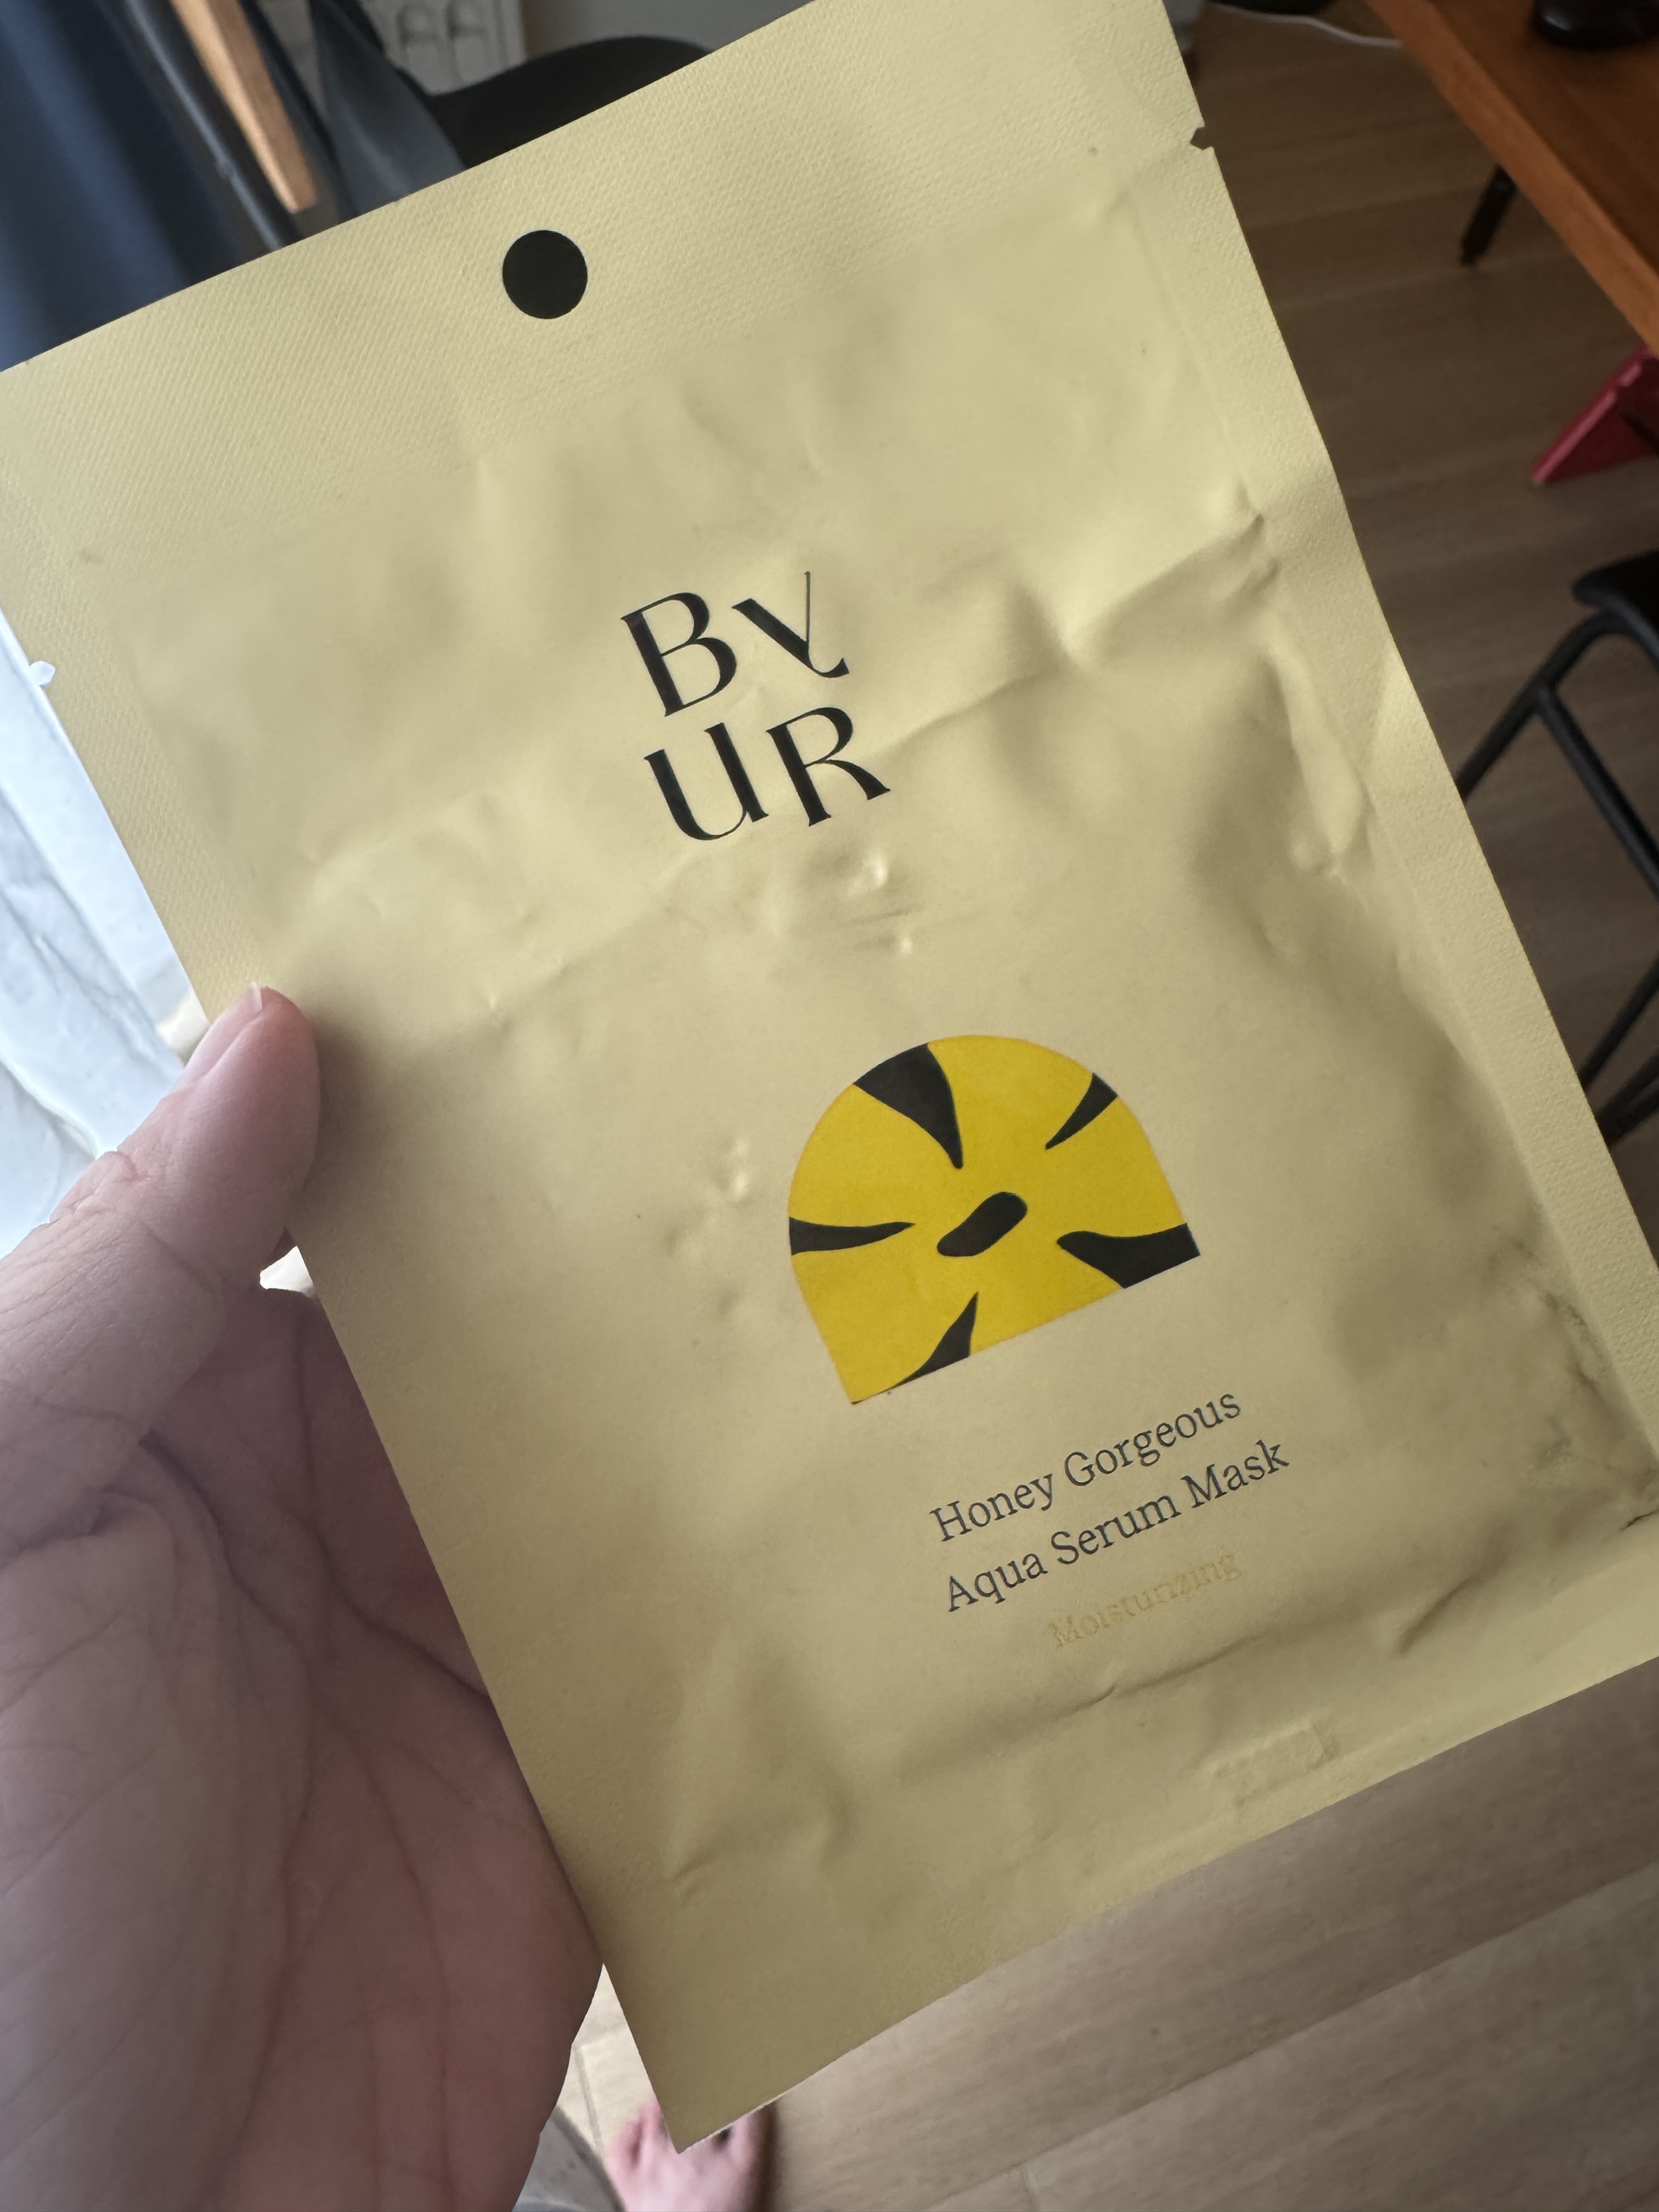 By
UR
Honey Gorgeous
Aqua Serum Mask
Moisturizing